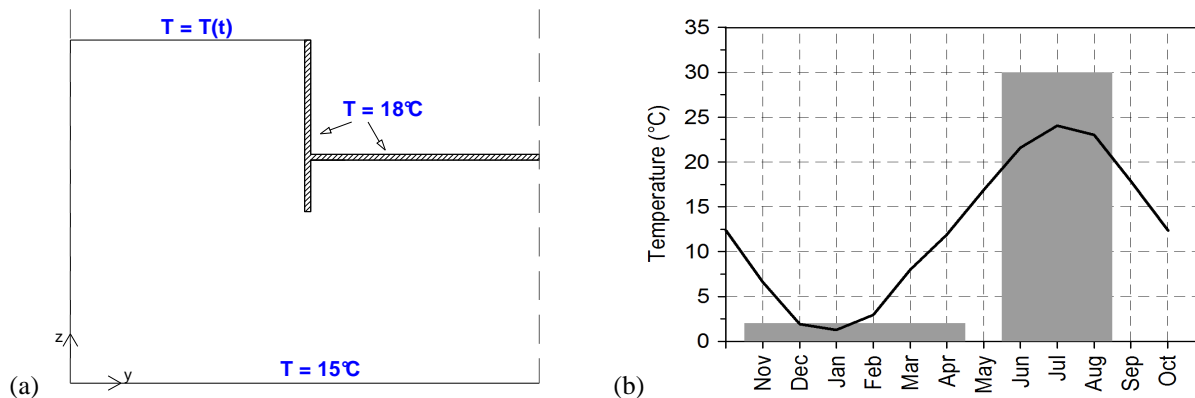 T = T(t)
T = 18°C
z
y
T = 15°C
(a)
35
30
25
20
15
10
5
0
Temperature (°C)
Nov
Dec
Jan
Feb
Mar
Apr
May
Jun
Jul
Aug
Sep
Oct
(b)